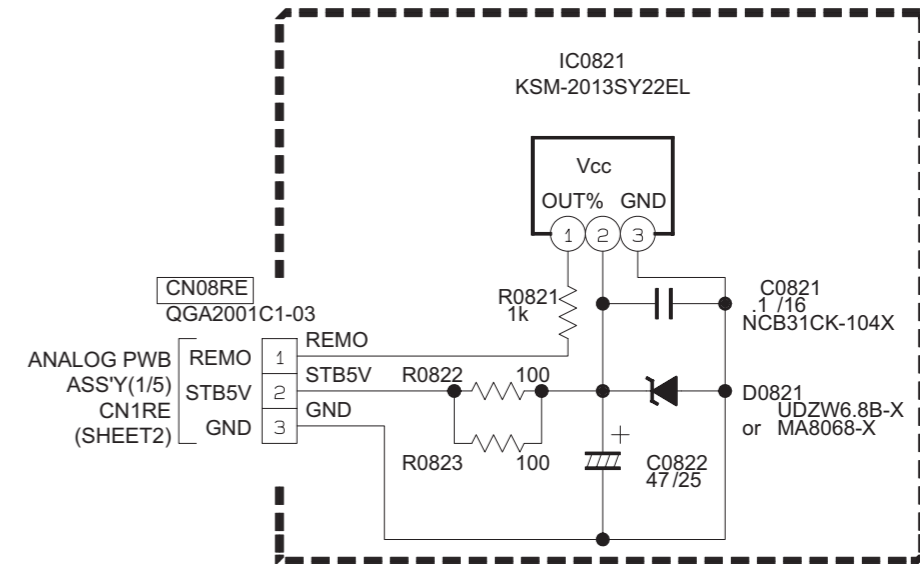 IC0821
KSM-2013SY22EL
Vcc
OUT% GND
1 2 3
CN08RE
QGA2001C1-03
R0821
1k
C0821
.1 /16
NCB31CK-104X
ANALOG PWB
ASS'Y(1/5)
CN1RE
(SHEET2)
REMO 1 REMO
STB5V 2 STB5V
GND 3 GND
R0822 100
R0823 100
D0821
UDZW6.8B-X
or MA8068-X
+
C0822
47 /25